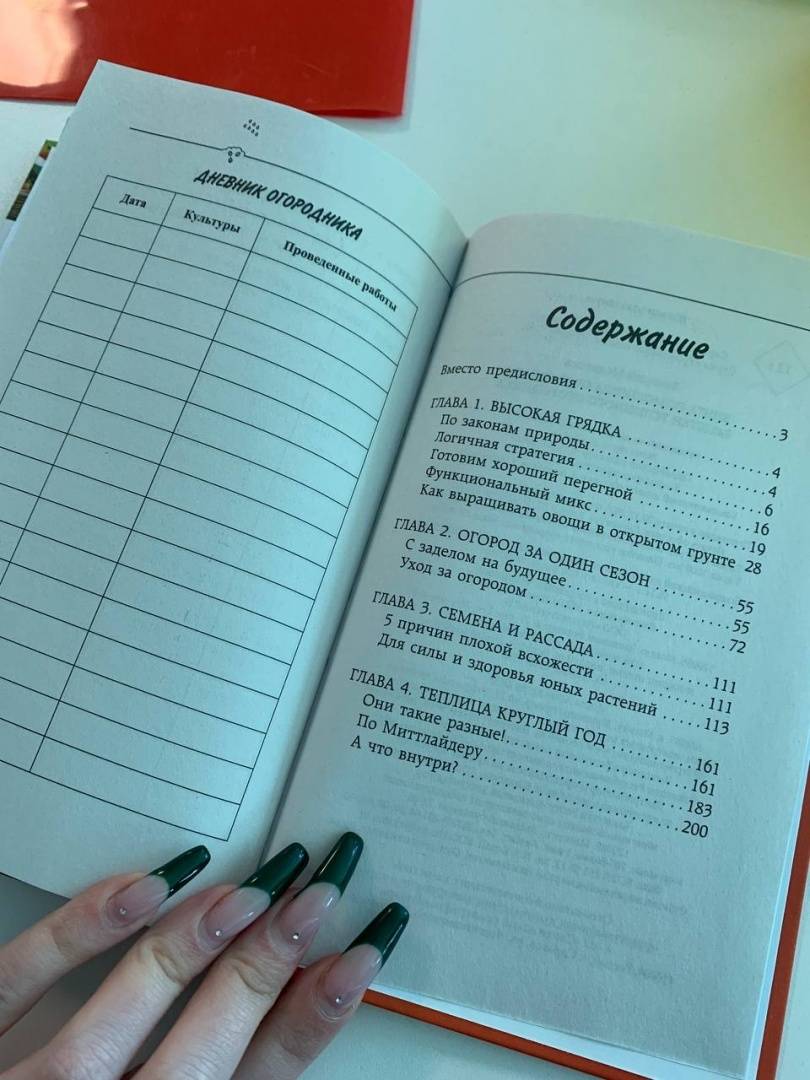 ДНЕВНИК ОГОРОДНИКА
Дата Культуры Проведенные работы
Содержание
Вместо предисловия . . . . . . . . . . . . . . . . . . . . . . . . 3
ГЛАВА 1. ВЫСОКАЯ ГРЯДКА . . . . . . . . . . . . . . . . 4
По законам природы. . . . . . . . . . . . . . . . . . . . . 4
Логичная стратегия . . . . . . . . . . . . . . . . . . . . . 6
Готовим хороший перегной . . . . . . . . . . . . . . 16
Функциональный микс . . . . . . . . . . . . . . . . . . 19
Как выращивать овощи в открытом грунте 28
ГЛАВА 2. ОГОРОД ЗА ОДИН СЕЗОН . . . . . . . . . 55
С заделом на будущее. . . . . . . . . . . . . . . . . . . 55
Уход за огородом . . . . . . . . . . . . . . . . . . . . . . 72
ГЛАВА 3. СЕМЕНА И РАССАДА . . . . . . . . . . . . . 111
5 причин плохой всхожести . . . . . . . . . . . . . 111
Для силы и здоровья юных растений . . . . . 113
ГЛАВА 4. ТЕПЛИЦА КРУГЛЫЙ ГОД . . . . . . . . . 161
Они такие разные!. . . . . . . . . . . . . . . . . . . . . 161
По Миттлайдеру . . . . . . . . . . . . . . . . . . . . . . 183
А что внутри? . . . . . . . . . . . . . . . . . . . . . . . . 200